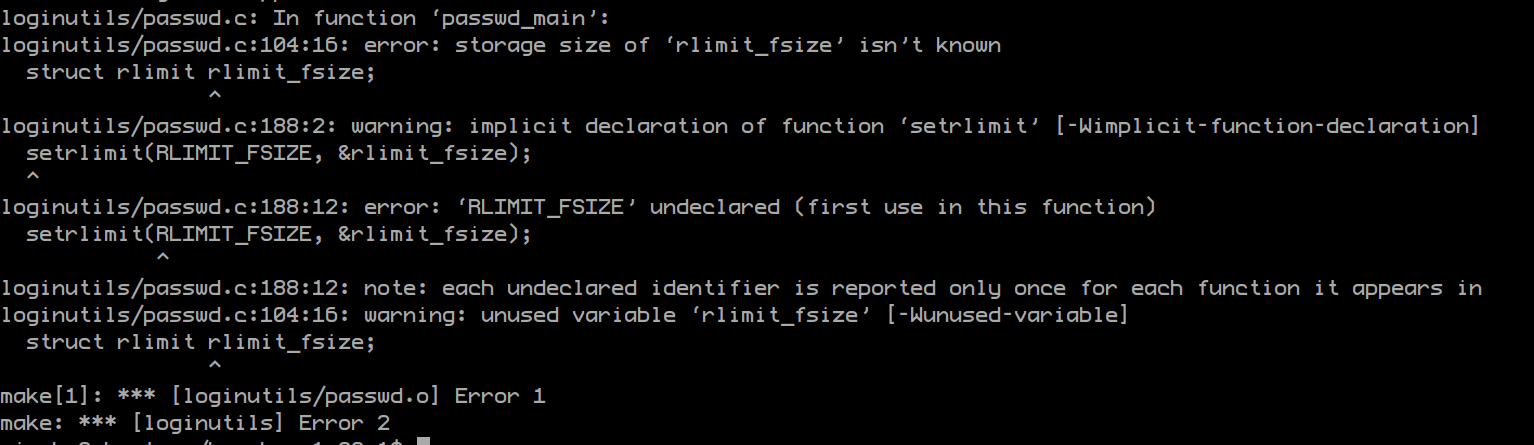 loginutils/passwd.c: In function ‘passwd_main’:
loginutils/passwd.c:104:16: error: storage size of ‘rlimit_fsize’ isn’t known
struct rlimit rlimit_fsize;
^
loginutils/passwd.c:188:2: warning: implicit declaration of function ‘setrlimit’ [-Wimplicit-function-declaration]
setrlimit(RLIMIT_FSIZE, &rlimit_fsize);
^
loginutils/passwd.c:188:12: error: ‘RLIMIT_FSIZE’ undeclared (first use in this function)
setrlimit(RLIMIT_FSIZE, &rlimit_fsize);
^
loginutils/passwd.c:188:12: note: each undeclared identifier is reported only once for each function it appears in
loginutils/passwd.c:104:16: warning: unused variable ‘rlimit_fsize’ [-Wunused-variable]
struct rlimit rlimit_fsize;
^
make[1]: *** [loginutils/passwd.o] Error 1
make: *** [loginutils] Error 2